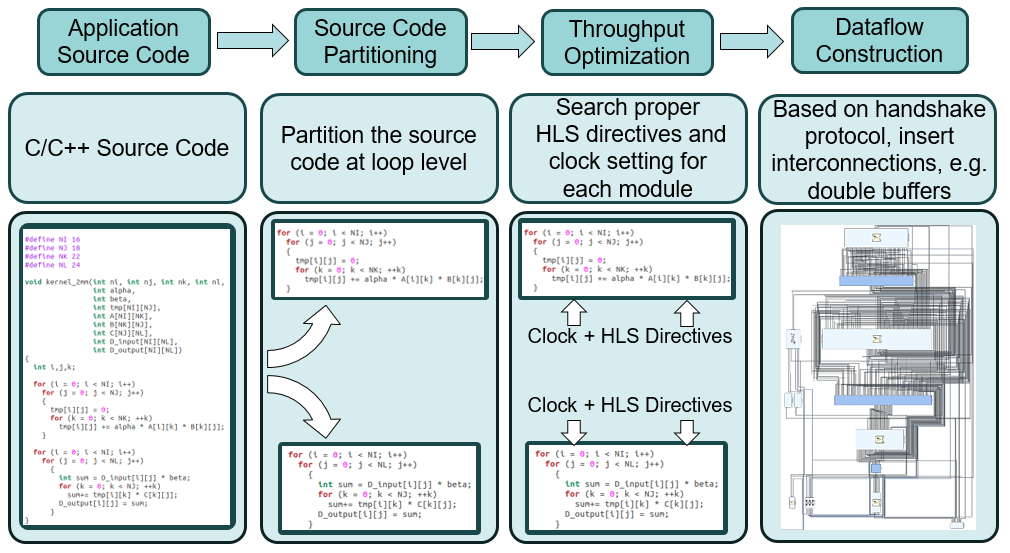 Application
Source Code
Source Code
Partitioning
Throughput
Optimization
Dataflow
Construction
C/C++ Source Code
Partition the source
code at loop level
Search proper
HLS directives and
clock setting for
each module
Based on handshake
protocol, insert
interconnections, e.g.
double buffers
#define NI 16
#define NJ 18
#define NK 22
#define NL 24
void kernel_2mm(int ni, int nj, int nk, int nl,
int alpha,
int beta,
int tmp[NI][NJ],
int A[NI][NK],
int B[NK][NJ],
int C[NJ][NL],
int D_input[NI][NL],
int D_output[NI][NL])
{
int i,j,k;
for (i = 0; i < NI; i++)
for (j = 0; j < NJ; j++)
{
tmp[i][j] = 0;
for (k = 0; k < NK; ++k)
tmp[i][j] += alpha * A[i][k] * B[k][j];
}
for (i = 0; i < NI; i++)
for (j = 0; j < NL; j++)
{
int sum = D_input[i][j] * beta;
for (k = 0; k < NJ; ++k)
sum+= tmp[i][k] * C[k][j];
D_output[i][j] = sum;
}
}
for (i = 0; i < NI; i++)
for (j = 0; j < NJ; j++)
{
tmp[i][j] = 0;
for (k = 0; k < NK; ++k)
tmp[i][j] += alpha * A[i][k] * B[k][j];
}
for (i = 0; i < NI; i++)
for (j = 0; j < NL; j++)
{
int sum = D_input[i][j] * beta;
for (k = 0; k < NJ; ++k)
sum+= tmp[i][k] * C[k][j];
D_output[i][j] = sum;
}
for (i = 0; i < NI; i++)
for (j = 0; j < NJ; j++)
{
tmp[i][j] = 0;
for (k = 0; k < NK; ++k)
tmp[i][j] += alpha * A[i][k] * B[k][j];
}
Clock + HLS Directives
Clock + HLS Directives
for (i = 0; i < NI; i++)
for (j = 0; j < NL; j++)
{
int sum = D_input[i][j] * beta;
for (k = 0; k < NJ; ++k)
sum+= tmp[i][k] * C[k][j];
D_output[i][j] = sum;
}